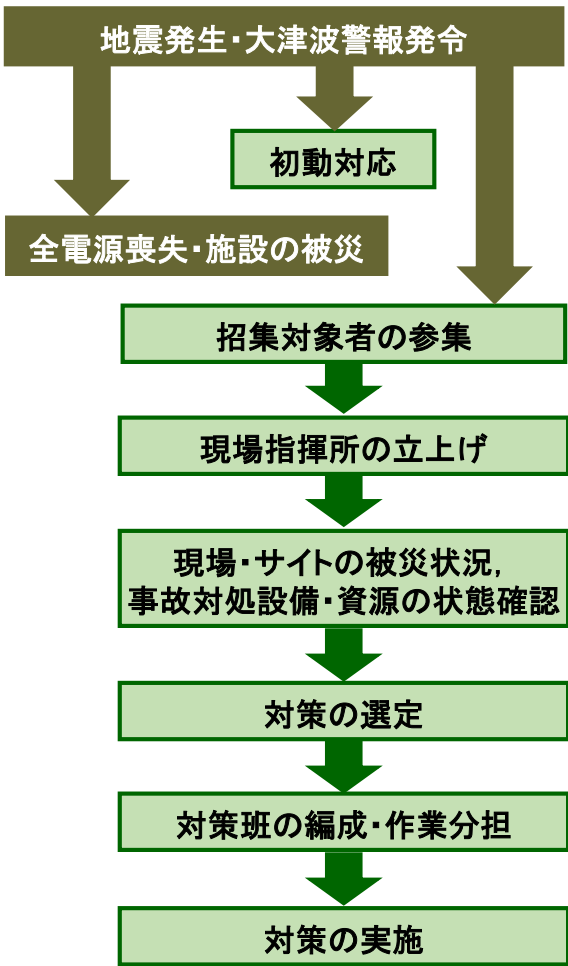 地震発生・大津波警報発令
初動対応
全電源喪失・施設の被災
招集対象者の参集
現場指揮所の立上げ
現場・サイトの被災状況,
事故対処設備・資源の状態確認
対策の選定
対策班の編成・作業分担
対策の実施